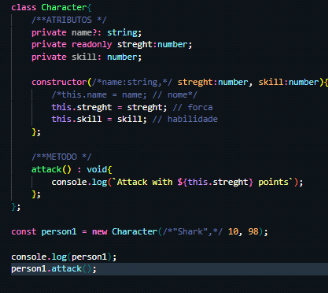 class Character{
/**ATRIBUTOS */
private name?: string;
private readonly streght:number;
private skill: number;
constructor(/*name:string,*/ streght:number, skill:number){
/*this.name = name; // nome*/
this.streght = streght; // forca
this.skill = skill; // habilidade
};
/**METODO */
attack() : void{
console.log(`Attack with ${this.streght} points`);
};
};
const person1 = new Character(/*"Shark",*/ 10, 98);
console.log(person1);
person1.attack();